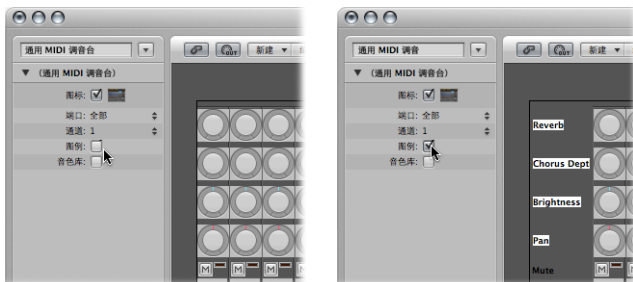 通用 MIDI 调音台
OUT
新建
（通用 MIDI 调音台）
图标:
端口: 全部
通道: 1
图例:
音色库:
M M M M
通用 MIDI 调音
OUT
新建
（通用 MIDI 调音台）
图标:
端口: 全部
通道: 1
图例:
音色库:
Reverb
Chorus Dept
Brightness
Pan
Mute
M